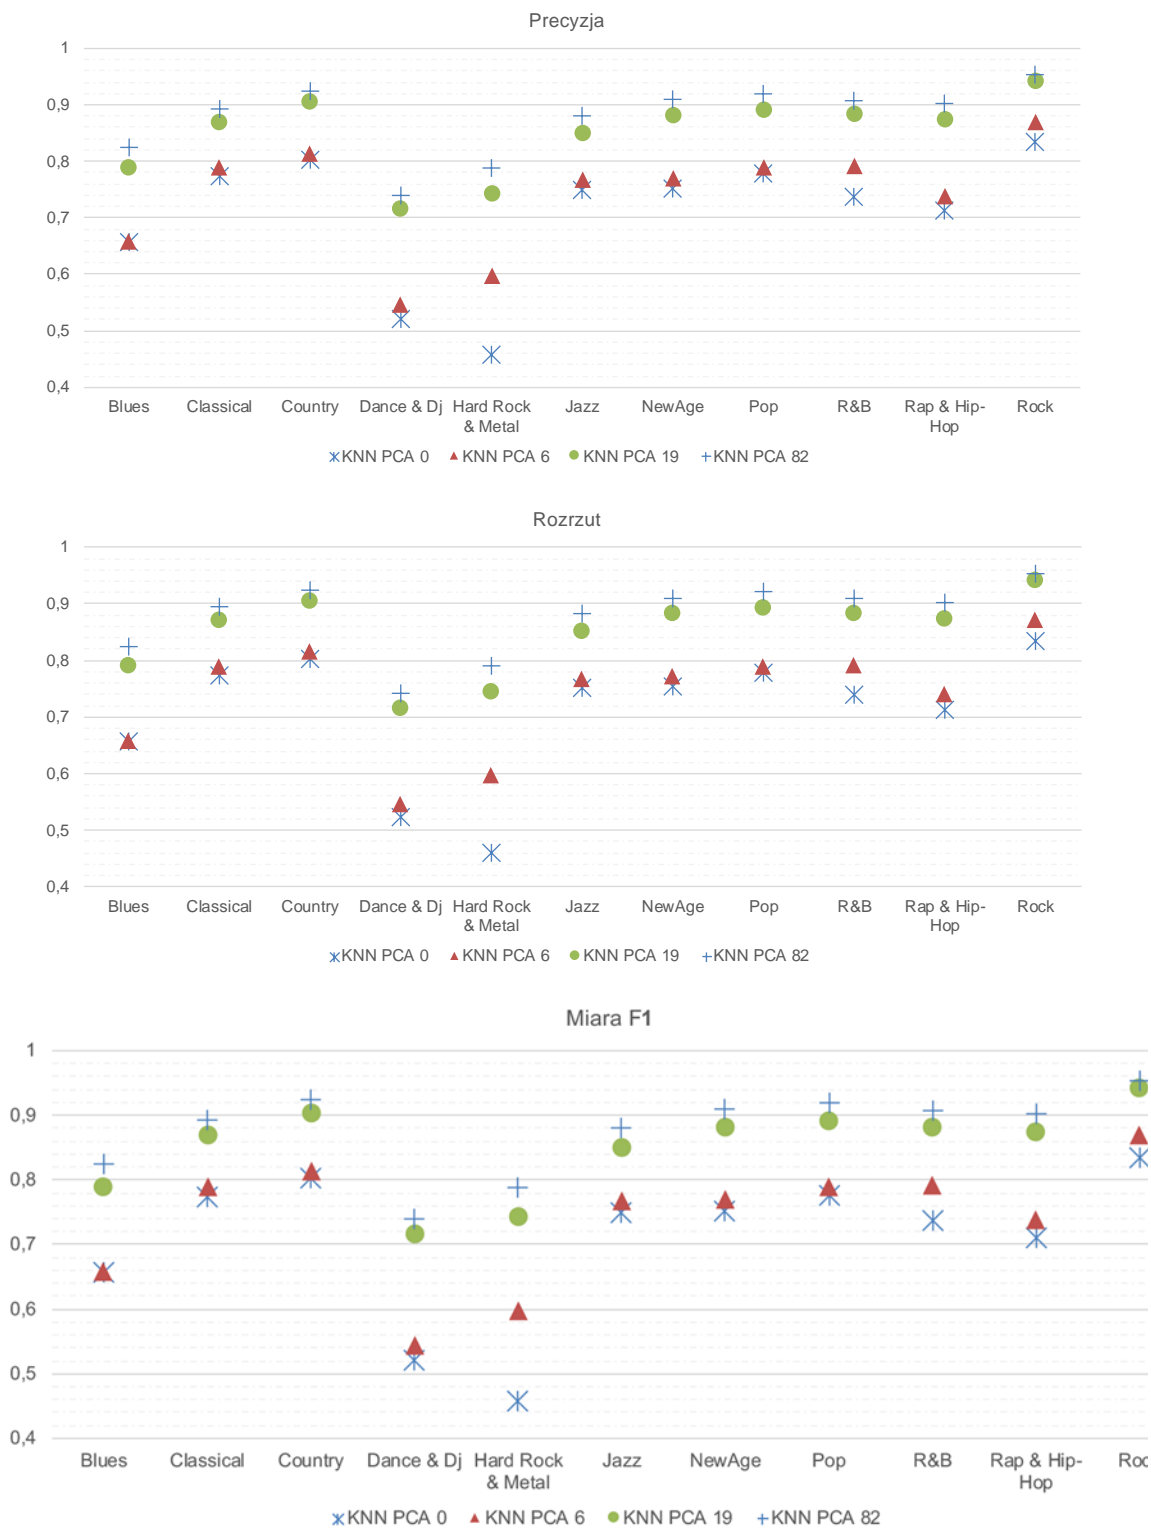 Precyzja
1
0,9
0,8
0,7
0,6
0,5
0,4
Blues Classical Country Dance & Dj Hard Rock & Metal Jazz NewAge Pop R&B Rap & Hip-Hop Rock
KNN PCA 0 KNN PCA 6 KNN PCA 19 KNN PCA 82
Rozrzut
1
0,9
0,8
0,7
0,6
0,5
0,4
Blues Classical Country Dance & Dj Hard Rock & Metal Jazz NewAge Pop R&B Rap & Hip-Hop Rock
KNN PCA 0 KNN PCA 6 KNN PCA 19 KNN PCA 82
Miara F1
1
0,9
0,8
0,7
0,6
0,5
0,4
Blues Classical Country Dance & Dj Hard Rock & Metal Jazz NewAge Pop R&B Rap & Hip-Hop Roc
KNN PCA 0 KNN PCA 6 KNN PCA 19 KNN PCA 82